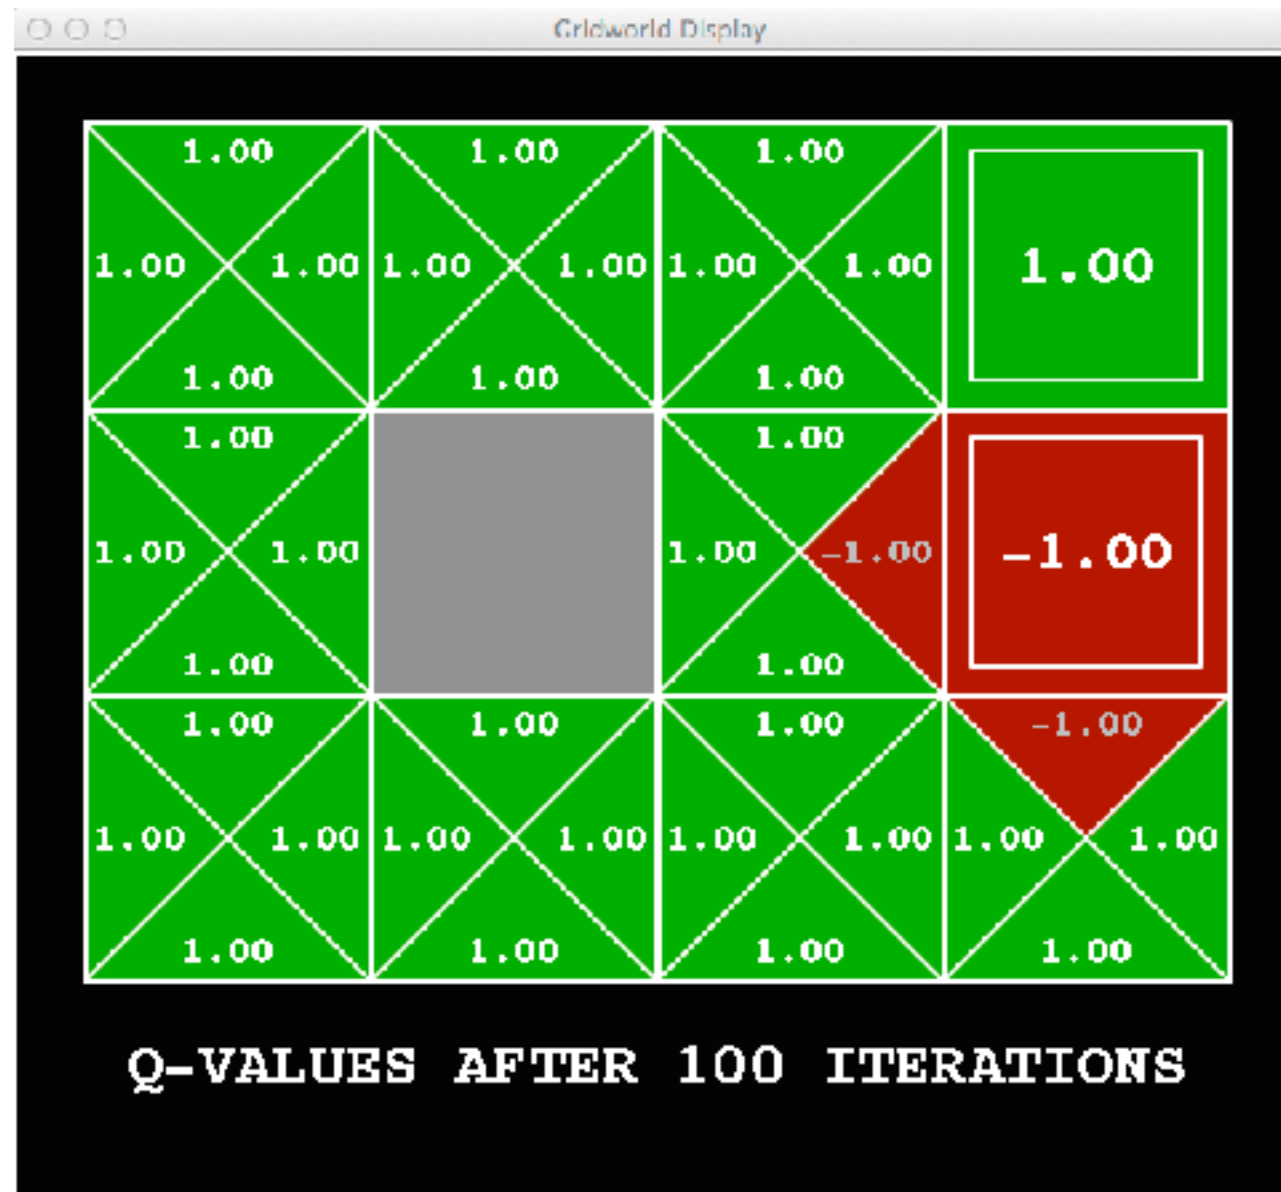 Gridworld Display
1.00 1.00 1.00
1.00 1.00 1.00 1.00 1.00 1.00 1.00
1.00 1.00 1.00
1.00 1.00
1.00 1.00 1.00 -1.00 -1.00
1.00 1.00
1.00 1.00 1.00 -1.00
1.00 1.00 1.00 1.00 1.00 1.00 1.00 1.00
1.00 1.00 1.00 1.00
Q-VALUES AFTER 100 ITERATIONS